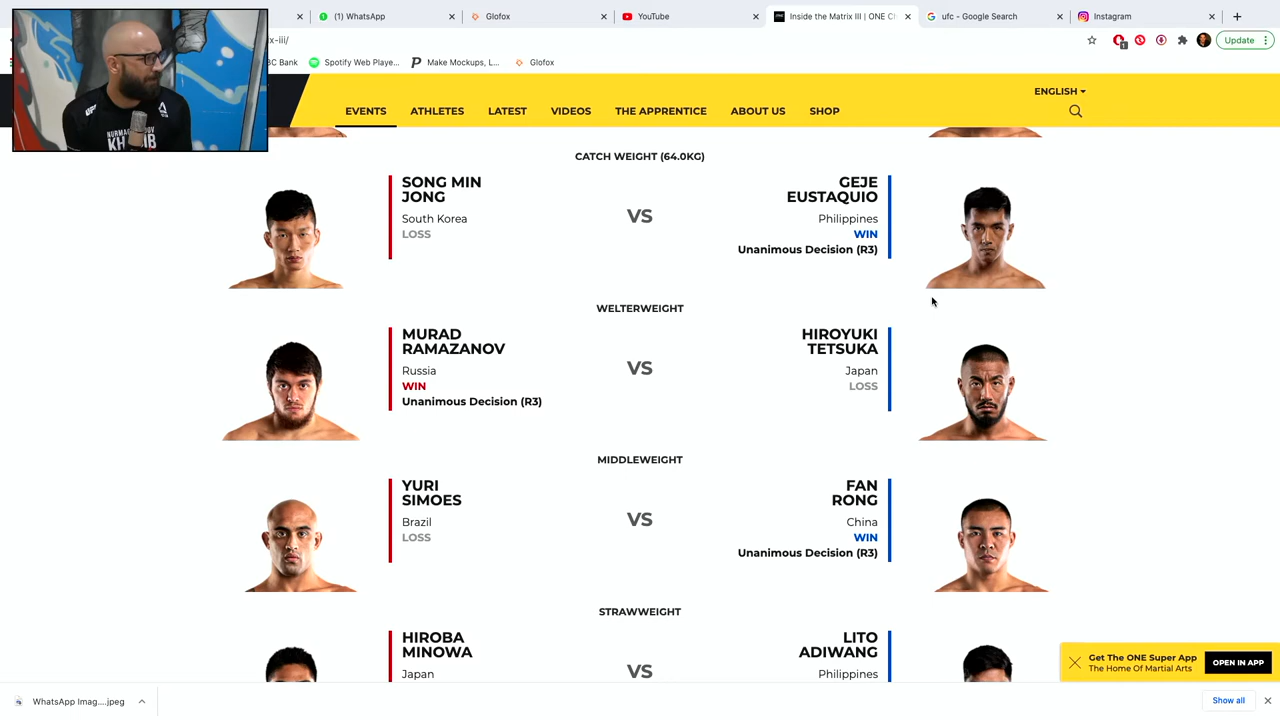 (1) WhatsApp
Glofox
YouTube
Inside the Matrix III | ONE C
ufc - Google Search
Instagram
x-iii/
Update
BC Bank
Spotify Web Playe...
Make Mockups, L...
Glofox
ENGLISH
EVENTS
ATHLETES
LATEST
VIDEOS
THE APPRENTICE
ABOUT US
SHOP
CATCH WEIGHT (64.0KG)
SONG MIN
JONG
South Korea
LOSS
VS
GEJE
EUSTAQUIO
Philippines
WIN
Unanimous Decision (R3)
WELTERWEIGHT
MURAD
RAMAZANOV
Russia
WIN
Unanimous Decision (R3)
VS
HIROYUKI
TETSUKA
Japan
LOSS
MIDDLEWEIGHT
YURI
SIMOES
Brazil
LOSS
VS
FAN
RONG
China
WIN
Unanimous Decision (R3)
STRAWWEIGHT
HIROBA
MINOWA
Japan
VS
LITO
ADIWANG
Philippines
Get The ONE Super App
The Home Of Martial Arts
OPEN IN APP
WhatsApp Imag....jpeg
Show all